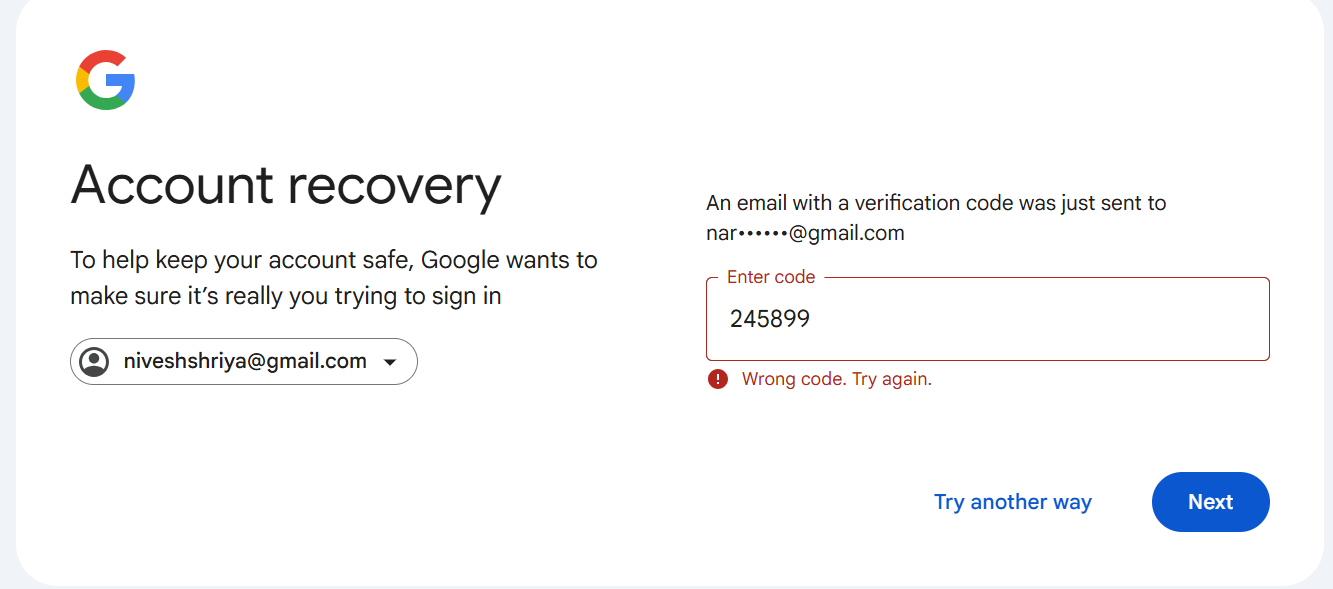 Account recovery
To help keep your account safe, Google wants to
make sure it’s really you trying to sign in
niveshshriya@gmail.com
An email with a verification code was just sent to
nar••••••@gmail.com
Enter code
245899
Wrong code. Try again.
Try another way
Next